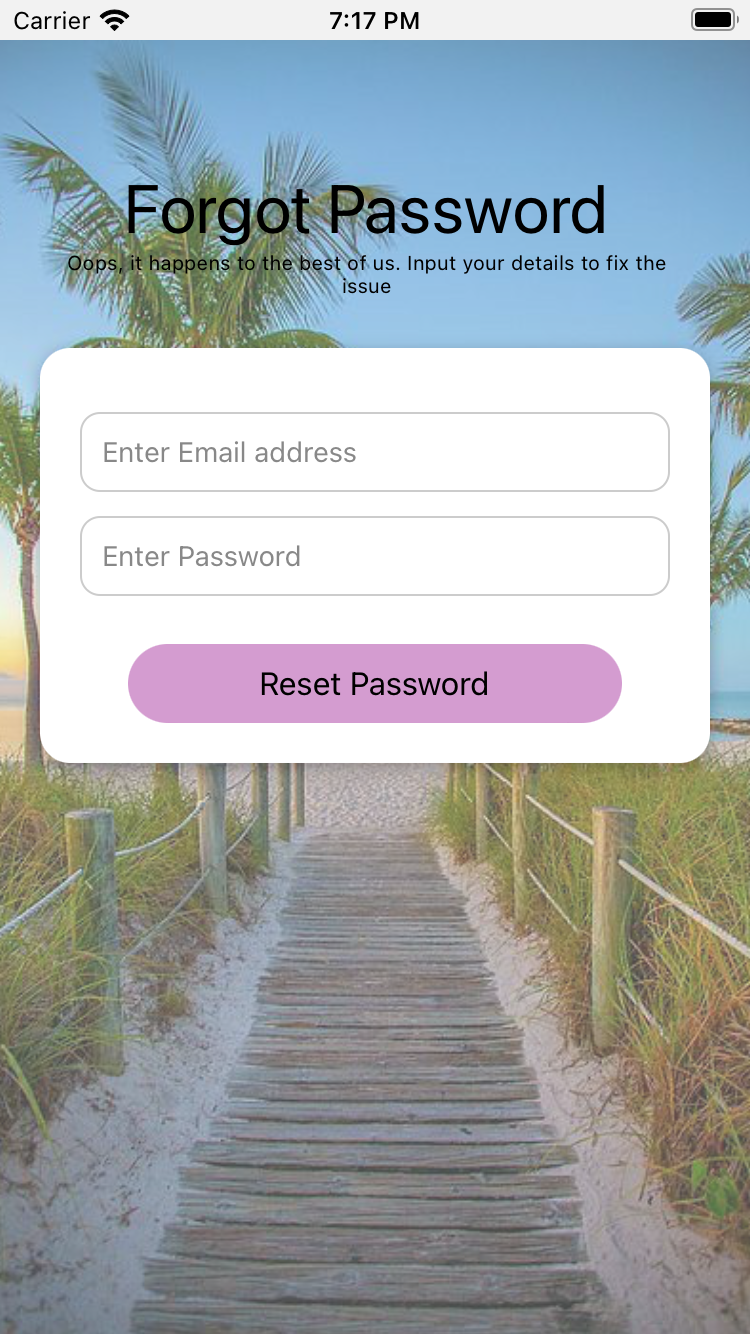 Carrier 7:17 PM
Forgot Password
Oops, it happens to the best of us. Input your details to fix the
issue
Enter Email address
Enter Password
Reset Password